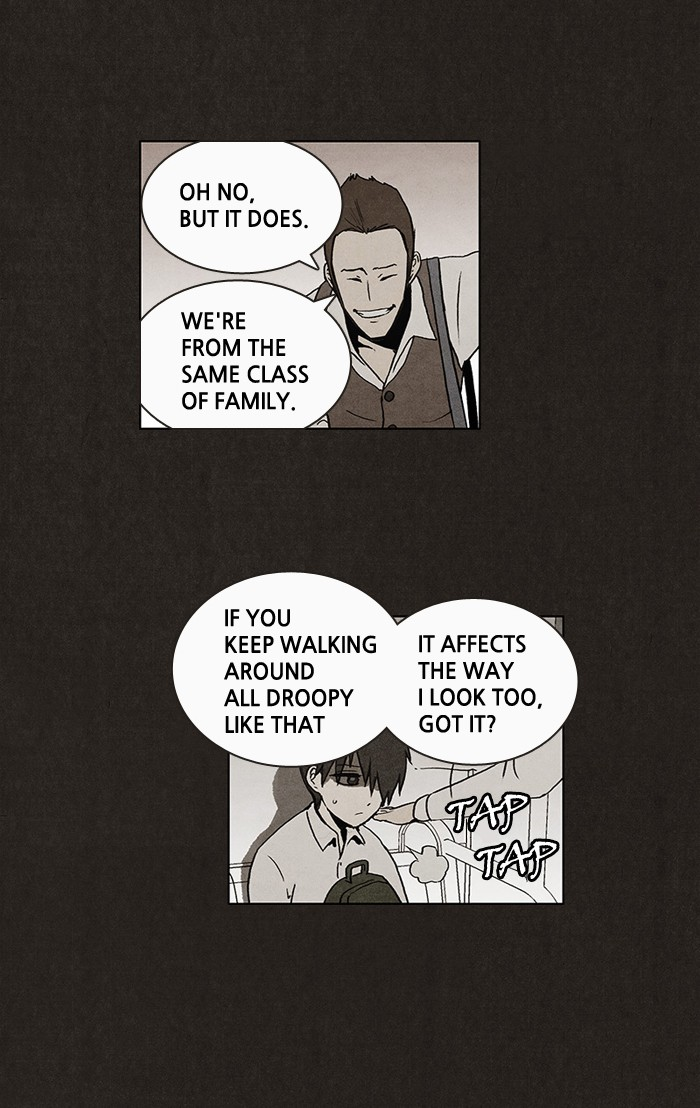 OH NO,
BUT IT DOES.
WE'RE
FROM THE
SAME CLASS
OF FAMILY.
IF YOU
KEEP WALKING
AROUND
ALL DROOPY
LIKE THAT
IT AFFECTS
THE WAY
I LOOK TOO,
GOT IT?
TAP
TAP